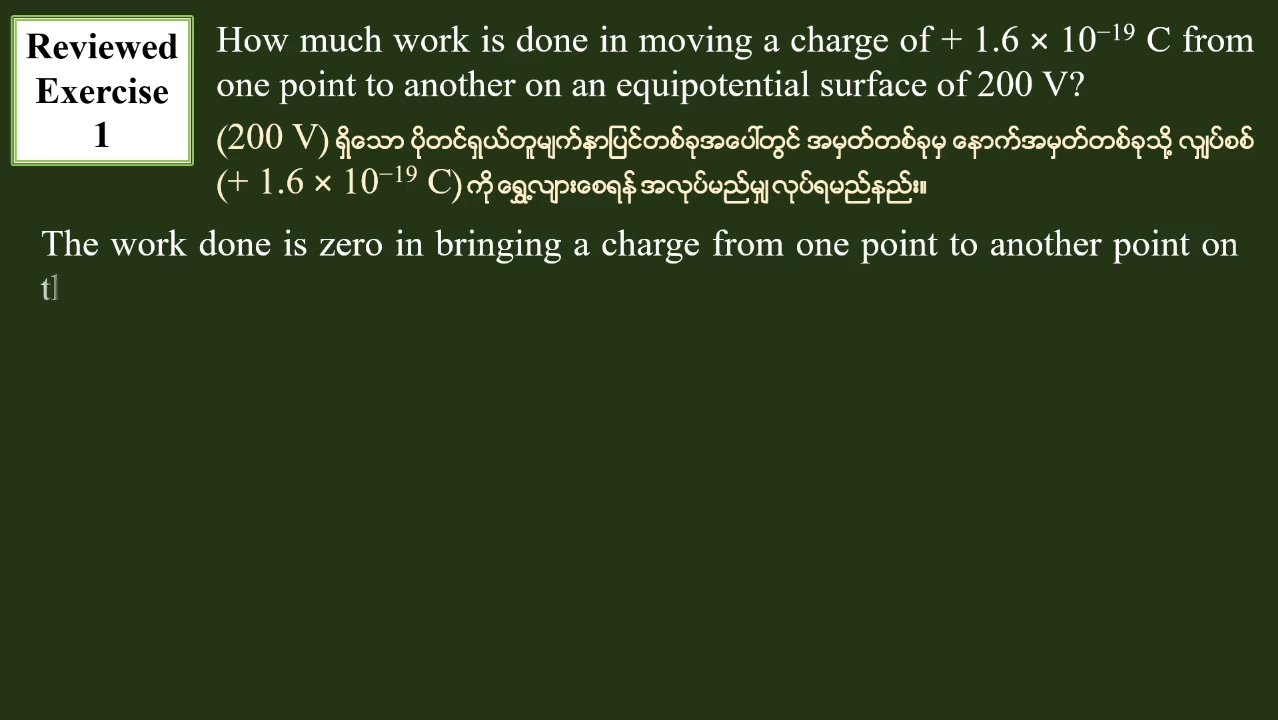 Reviewed
Exercise
1
How much work is done in moving a charge of + 1.6 × 10⁻¹⁹ C from
one point to another on an equipotential surface of 200 V?
(200 V) ရှိသော ပိုတင်ရှယ်တူမျက်နှာပြင်တစ်ခုအပေါ်တွင် အမှတ်တစ်ခုမှ နောက်အမှတ်တစ်ခုသို့ လျှပ်စစ်
(+ 1.6 × 10⁻¹⁹ C) ကို ရွှေ့လျားစေရန် အလုပ်မည်မျှ လုပ်ရမည်နည်း။
The work done is zero in bringing a charge from one point to another point on